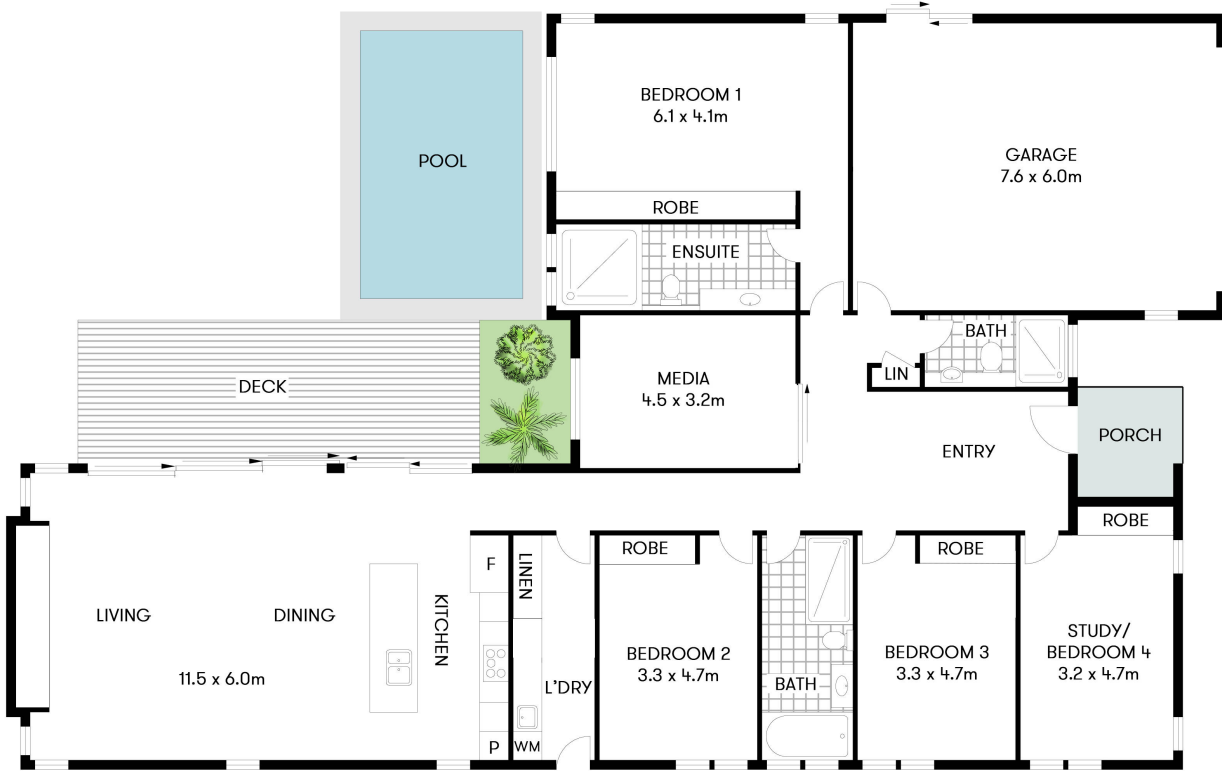 BEDROOM 1
6.1 x 4.1m
POOL
GARAGE
7.6 x 6.0m
ROBE
ENSUITE
BATH
LIN
MEDIA
4.5 x 3.2m
DECK
PORCH
ENTRY
ROBE
ROBE
ROBE
F
LINEN
KITCHEN
LIVING
DINING
11.5 x 6.0m
L'DRY
BEDROOM 2
3.3 x 4.7m
BATH
BEDROOM 3
3.3 x 4.7m
STUDY/
BEDROOM 4
3.2 x 4.7m
P
WM